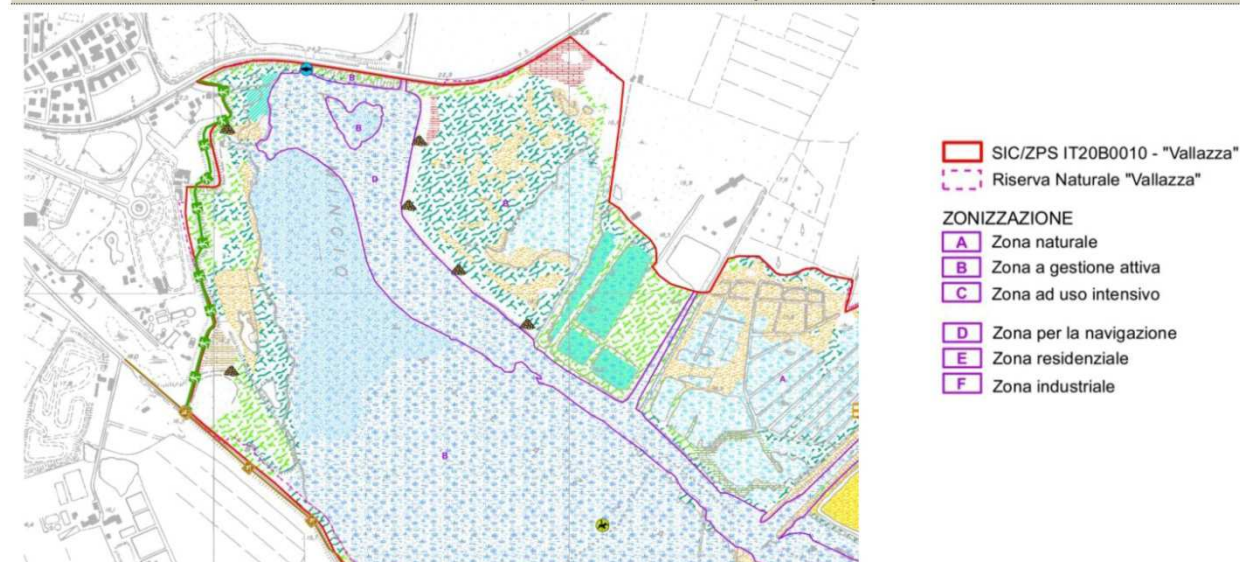 B
B
D
B
A
B
SIC/ZPS IT20B0010 - "Vallazza"
Riserva Naturale "Vallazza"
ZONIZZAZIONE
A Zona naturale
B Zona a gestione attiva
C Zona ad uso intensivo
D Zona per la navigazione
E Zona residenziale
F Zona industriale